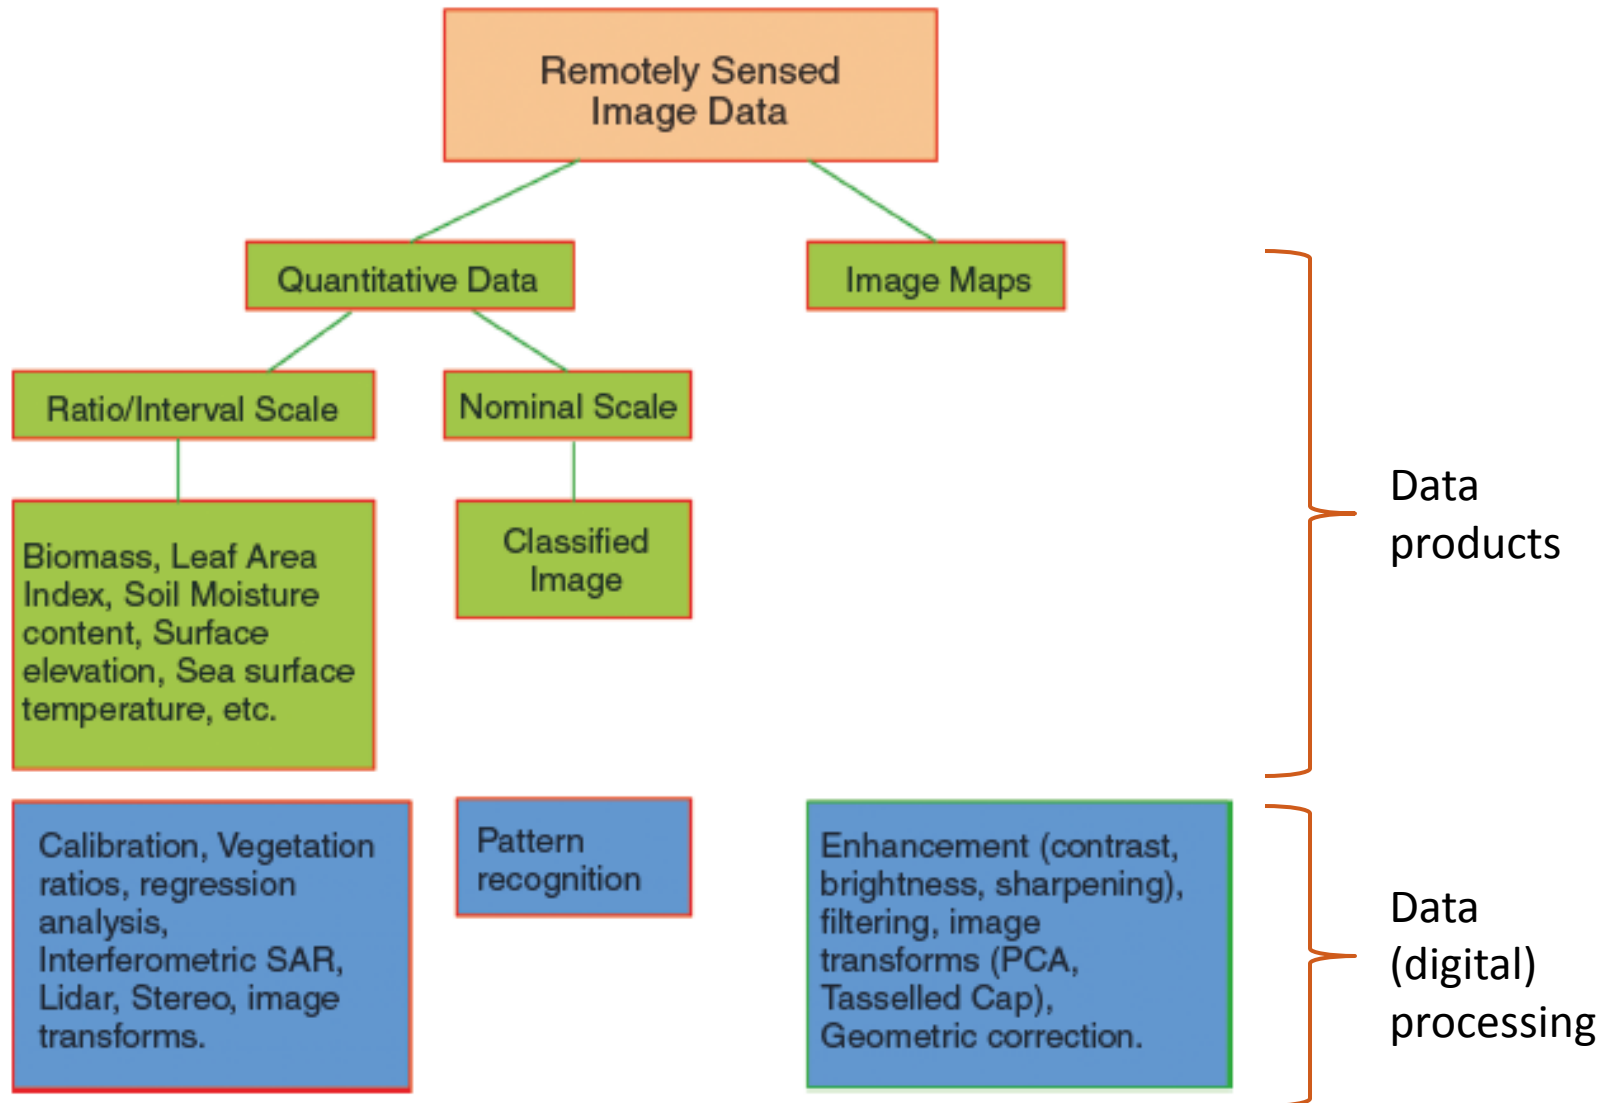 Remotely Sensed
Image Data
Quantitative Data
Image Maps
Ratio/Interval Scale
Nominal Scale
Biomass, Leaf Area
Index, Soil Moisture
content, Surface
elevation, Sea surface
temperature, etc.
Classified
Image
Data
products
Calibration, Vegetation
ratios, regression
analysis,
Interferometric SAR,
Lidar, Stereo, image
transforms.
Pattern
recognition
Enhancement (contrast,
brightness, sharpening),
filtering, image
transforms (PCA,
Tasselled Cap),
Geometric correction.
Data
(digital)
processing